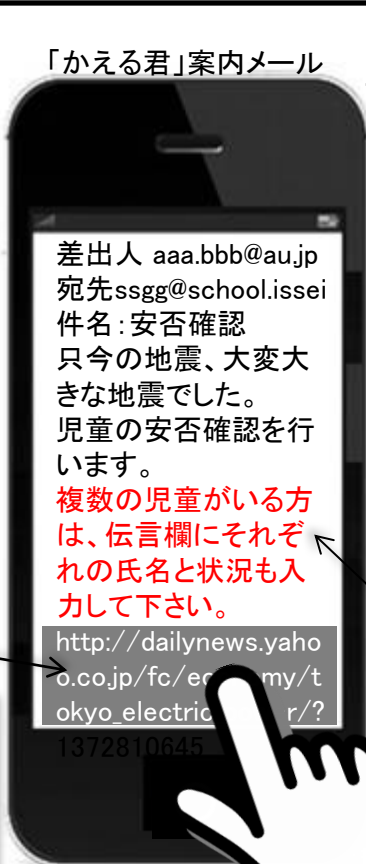 「かえる君」案内メール
差出人 aaa.bbb@au.jp
宛先ssgg@school.issei
件名：安否確認
只今の地震、大変大
きな地震でした。
児童の安否確認を行
います。
複数の児童がいる方
は、伝言欄にそれぞ
れの氏名と状況も入
力して下さい。
http://dailynews.yaho
o.co.jp/fc/ec my/t
okyo_electric r/?
1372810645